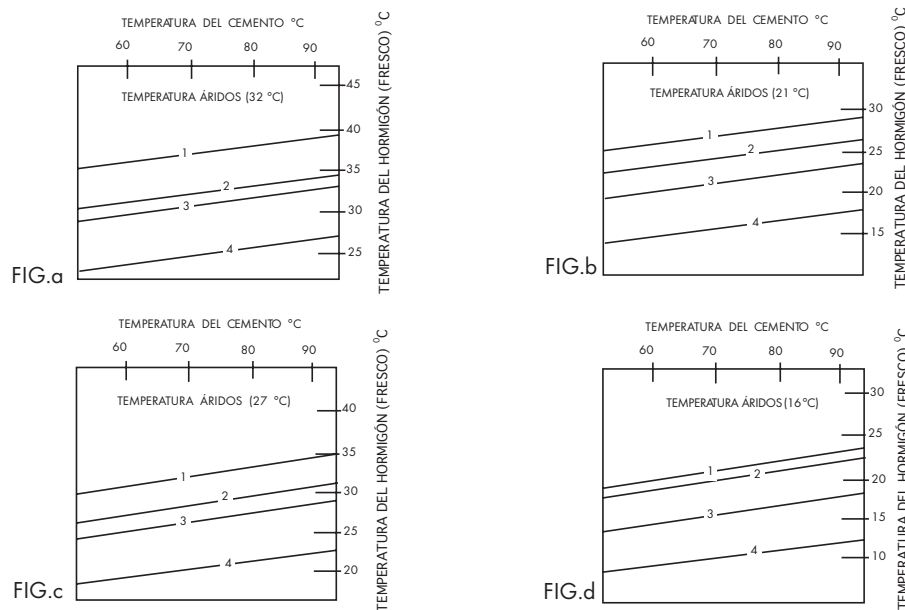 TEMPERATURA DEL CEMENTO °C
60 70 80 90
TEMPERATURA ÁRIDOS (32 °C)
45
40
35
30
25
1
2
3
4
TEMPERATURA DEL HORMIGÓN (FRESCO) °C
FIG.a
TEMPERATURA DEL CEMENTO °C
60 70 80 90
TEMPERATURA ÁRIDOS (21 °C)
30
25
20
15
1
2
3
4
TEMPERATURA DEL HORMIGÓN (FRESCO) °C
FIG.b
TEMPERATURA DEL CEMENTO °C
60 70 80 90
TEMPERATURA ÁRIDOS (27 °C)
40
35
30
25
20
1
2
3
4
TEMPERATURA DEL HORMIGÓN (FRESCO) °C
FIG.c
TEMPERATURA DEL CEMENTO °C
60 70 80 90
TEMPERATURA ÁRIDOS (16°C)
30
25
20
15
10
1
2
3
4
TEMPERATURA DEL HORMIGÓN (FRESCO) °C
FIG.d